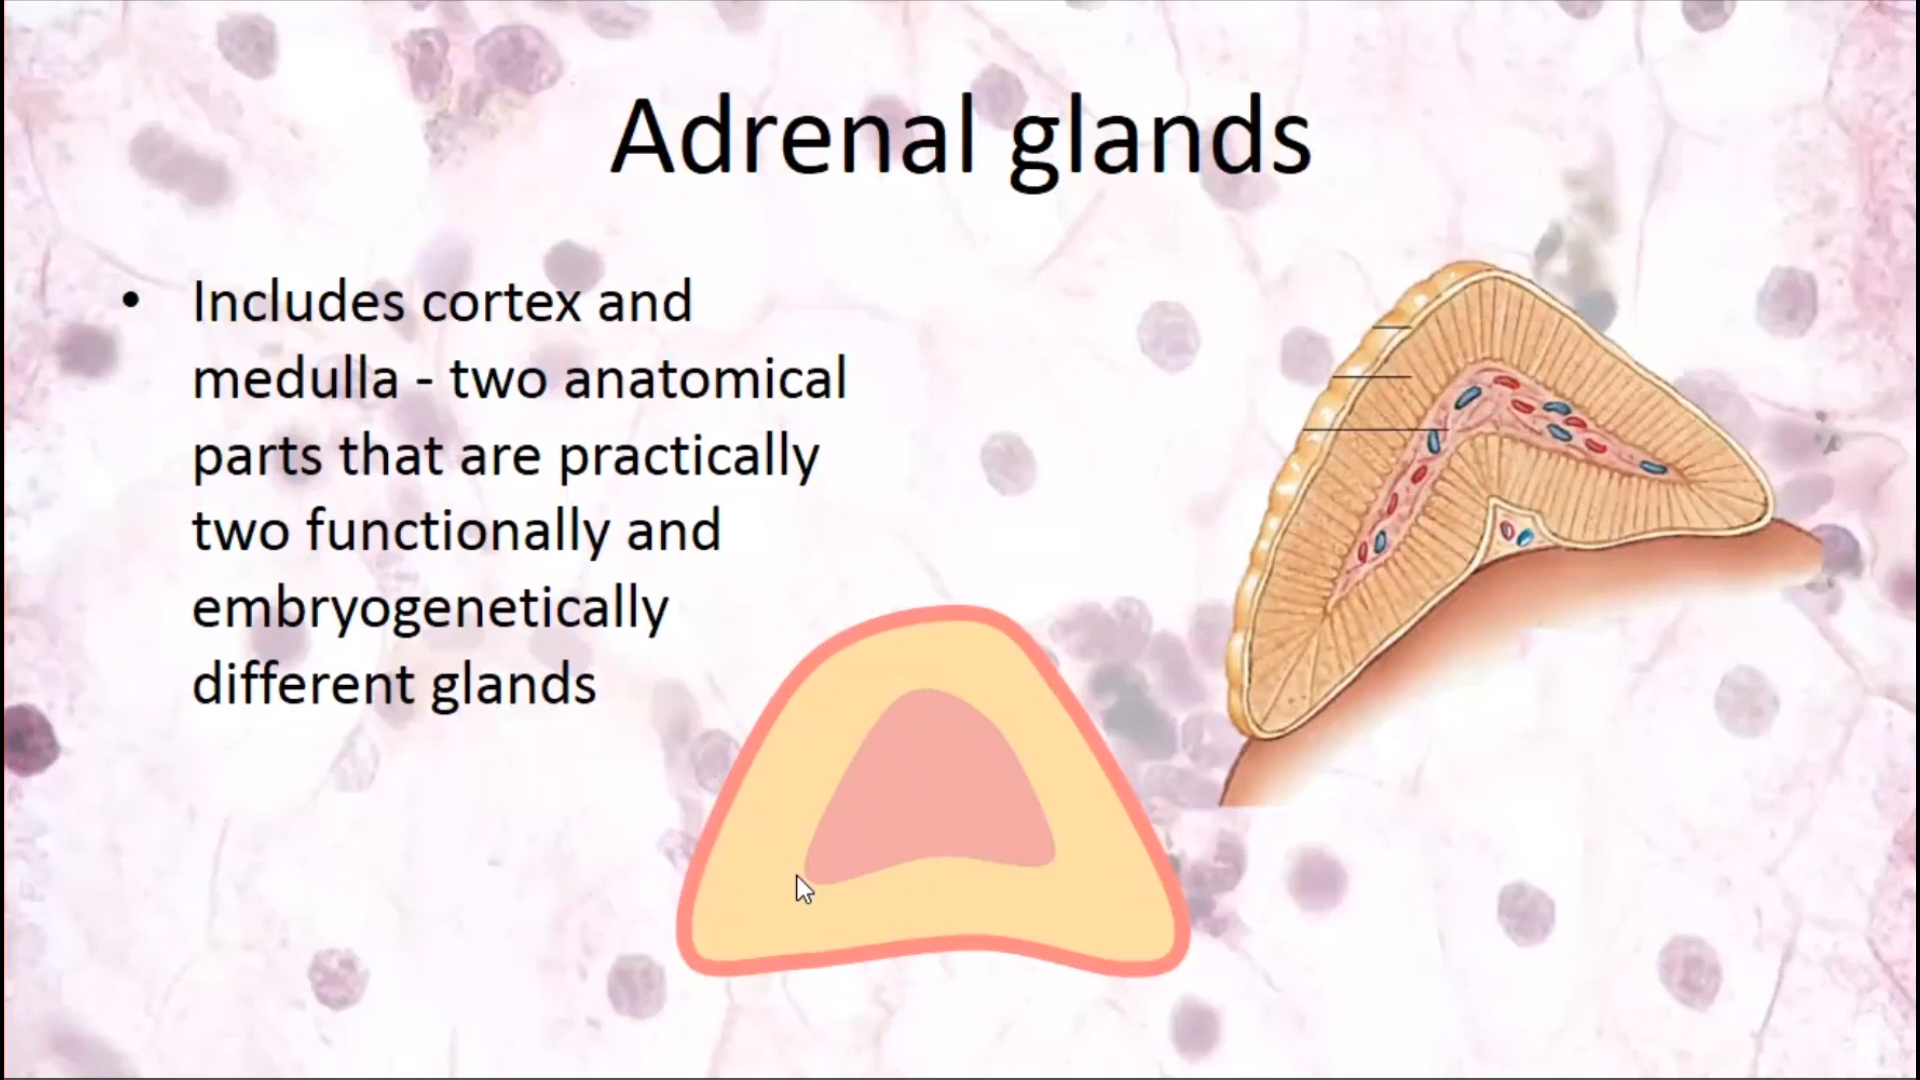 Adrenal glands
• Includes cortex and
medulla - two anatomical
parts that are practically
two functionally and
embryogenetically
different glands